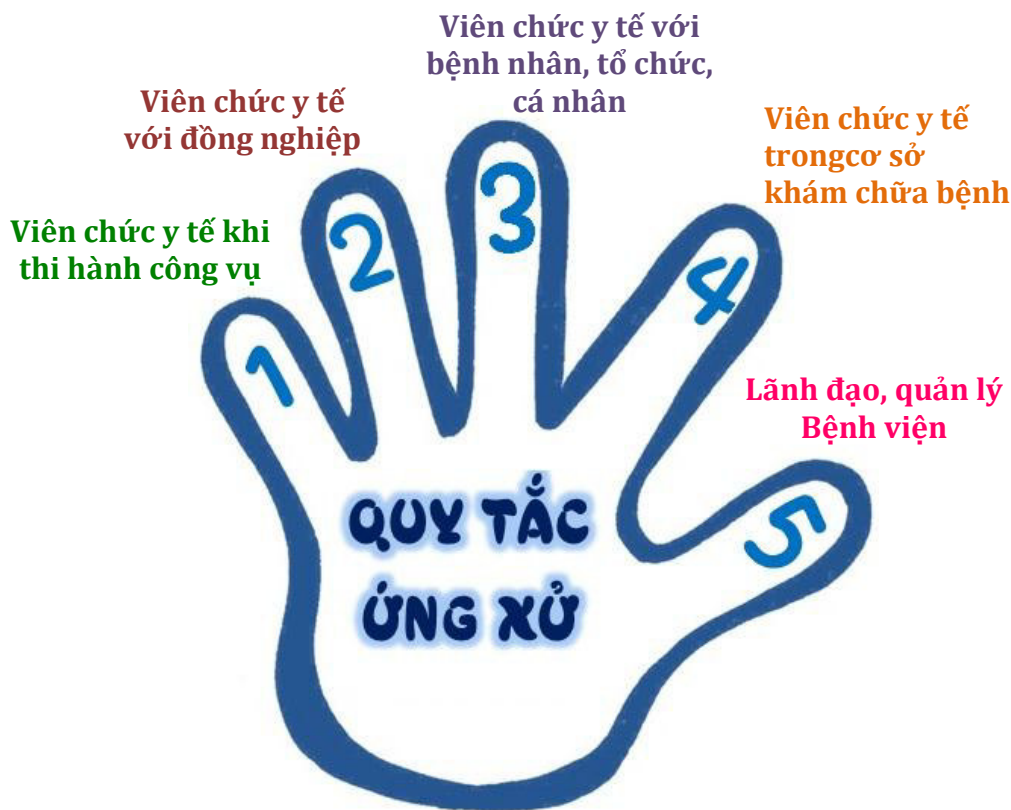 Viên chức y tế khi
thi hành công vụ
1
Viên chức y tế
với đồng nghiệp
2
Viên chức y tế với
bệnh nhân, tổ chức,
cá nhân
3
Viên chức y tế
trongcơ sở
khám chữa bệnh
4
Lãnh đạo, quản lý
Bệnh viện
5
QUY TẮC
ỨNG XỬ